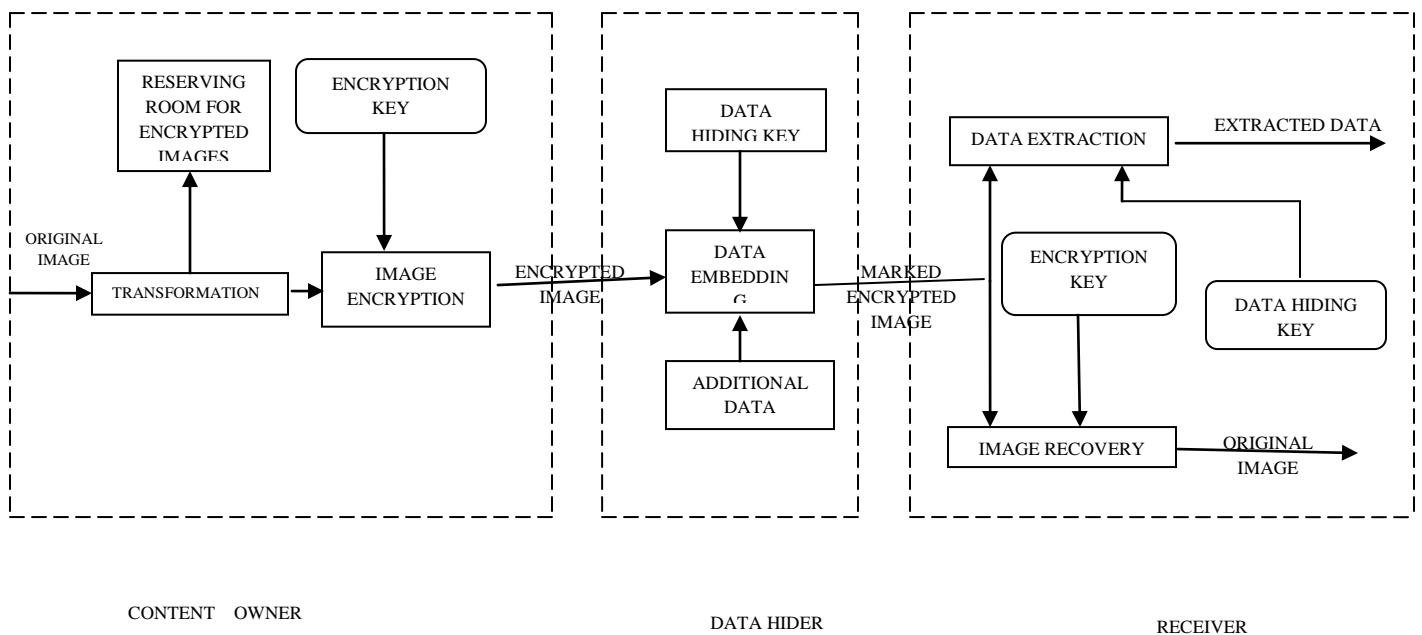 RESERVING
ROOM FOR
ENCRYPTED
IMAGES
ENCRYPTION
KEY
ORIGINAL
IMAGE
TRANSFORMATION
IMAGE
ENCRYPTION
ENCRYPTED
IMAGE
DATA
HIDING KEY
DATA
EMBEDDIN
G
ADDITIONAL
DATA
MARKED
ENCRYPTED
IMAGE
DATA EXTRACTION
EXTRACTED DATA
ENCRYPTION
KEY
DATA HIDING
KEY
IMAGE RECOVERY
ORIGINAL
IMAGE
CONTENT OWNER
DATA HIDER
RECEIVER